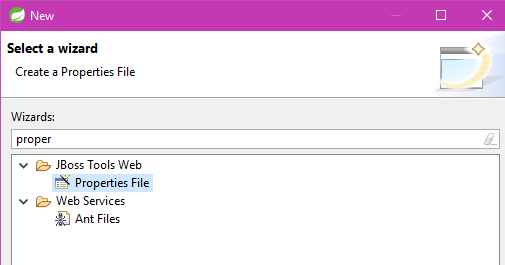 New
Select a wizard
Create a Properties File
Wizards:
proper
JBoss Tools Web
Properties File
Web Services
Ant Files